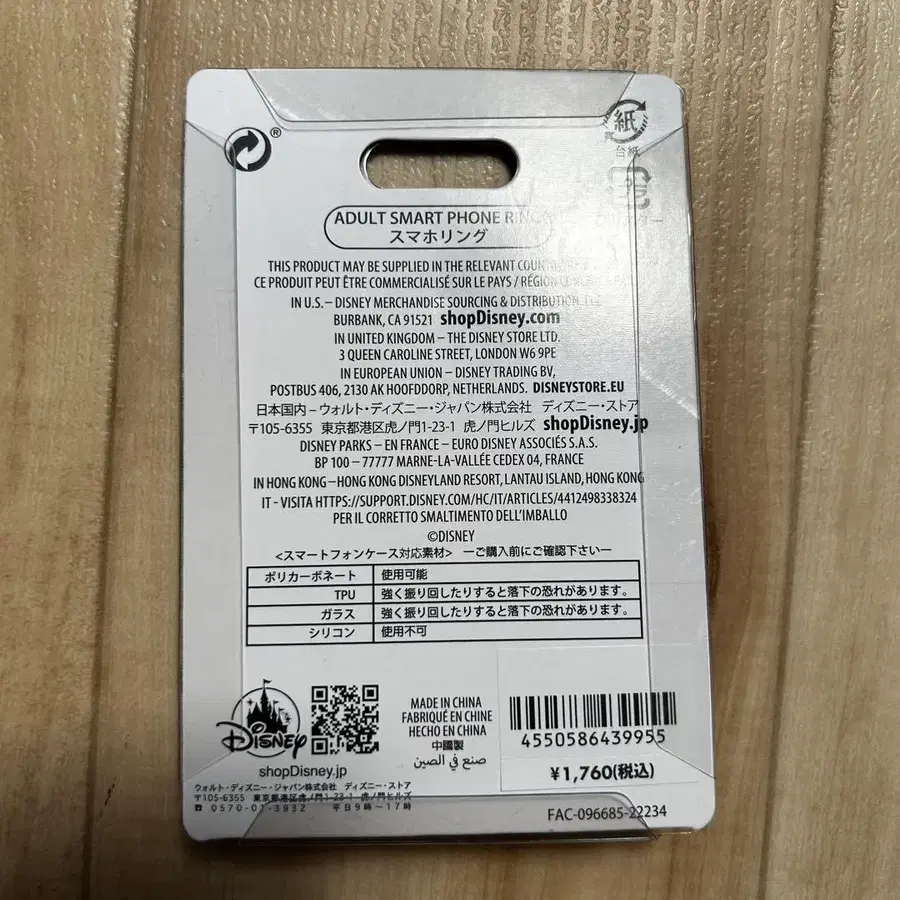 ®
紙
台紙
ADULT SMART PHONE RING
スマホリング
THIS PRODUCT MAY BE SUPPLIED IN THE RELEVANT
CE PRODUIT PEUT ÊTRE COMMERCIALISÉ SUR LE PAYS / RÉGION
IN U.S. – DISNEY MERCHANDISE SOURCING & DISTRIBUTION, LLC
BURBANK, CA 91521 shopDisney.com
IN UNITED KINGDOM – THE DISNEY STORE LTD.
3 QUEEN CAROLINE STREET, LONDON W6 9PE
IN EUROPEAN UNION – DISNEY TRADING BV,
POSTBUS 406, 2130 AK HOOFDDORP, NETHERLANDS. DISNEYSTORE.EU
日本国内 – ウォルト・ディズニー・ジャパン株式会社 ディズニー・ストア
〒105-6355 東京都港区虎ノ門1-23-1 虎ノ門ヒルズ shopDisney.jp
DISNEY PARKS – EN FRANCE – EURO DISNEY ASSOCIÉS S.A.S.
BP 100 – 77777 MARNE-LA-VALLÉE CEDEX 04, FRANCE
IN HONG KONG – HONG KONG DISNEYLAND RESORT, LANTAU ISLAND, HONG KONG
IT - VISITA HTTPS://SUPPORT.DISNEY.COM/HC/IT/ARTICLES/4412498338324
PER IL CORRETTO SMALTIMENTO DELL'IMBALLO
©DISNEY
<スマートフォンケース対応素材> ーご購入前にご確認下さいー
ポリカーボネート 使用可能
TPU 強く振り回したりすると落下の恐れがあります。
ガラス 強く振り回したりすると落下の恐れがあります。
シリコン 使用不可
Disney
shopDisney.jp
MADE IN CHINA
FABRIQUÉ EN CHINE
HECHO EN CHINA
中國製
صنع في الصين
4550586439955
¥1,760(税込)
ウォルト・ディズニー・ジャパン株式会社 ディズニー・ストア
〒105-6355 東京都港区虎ノ門1-23-1 虎ノ門ヒルズ
☎0570-01-3932 平日9時〜17時
FAC-096685-22234